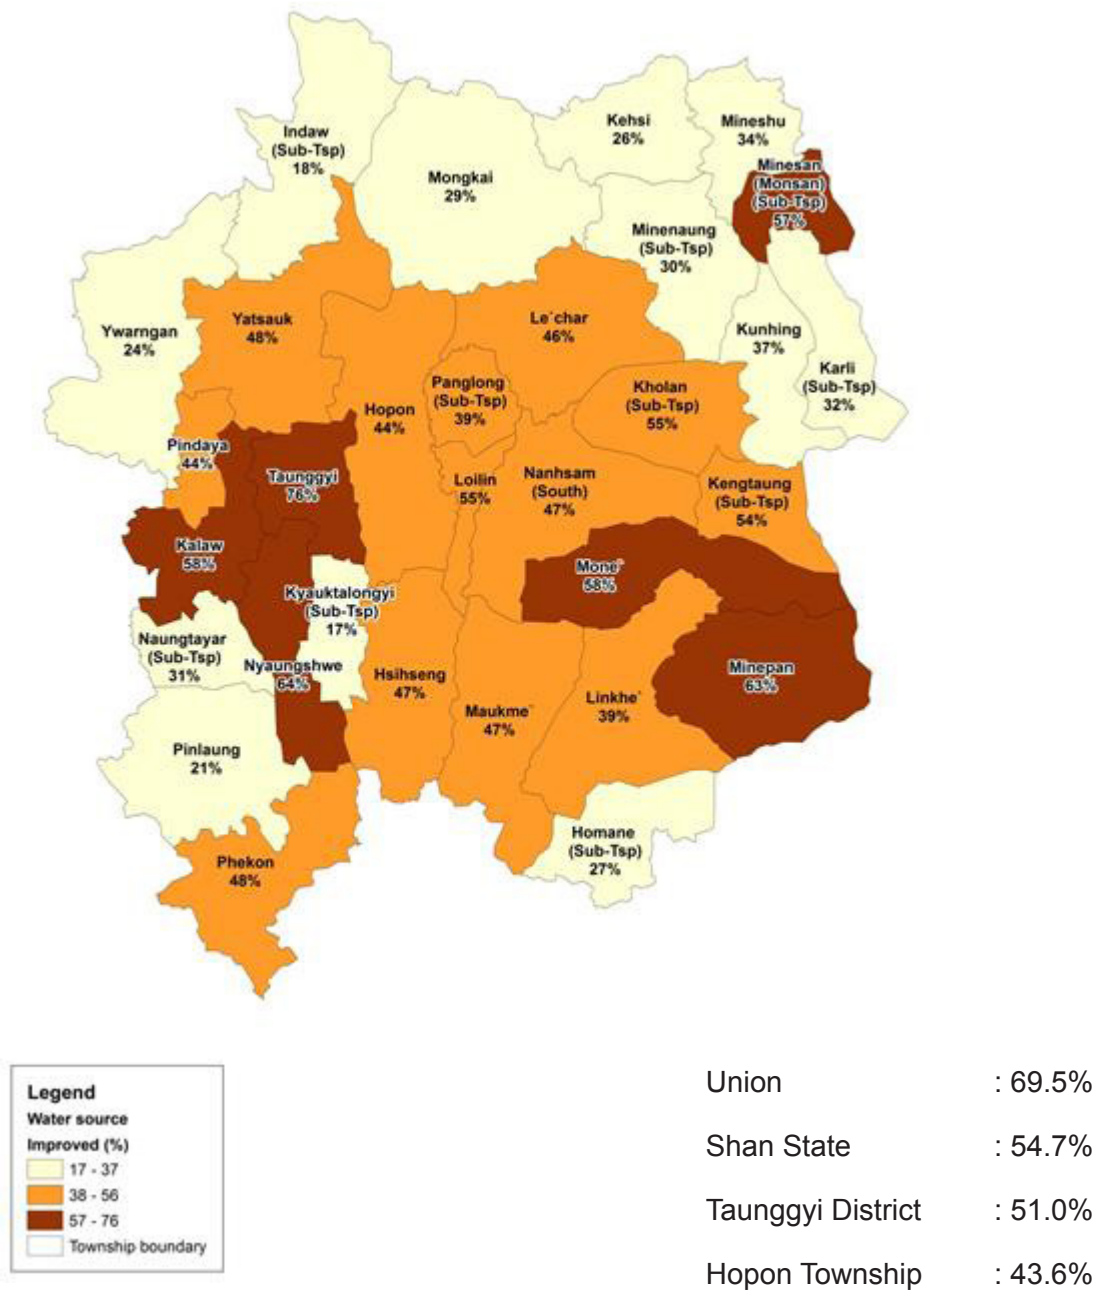 Indaw
(Sub-Tsp)
18%
Mongkai
29%
Kehsi
26%
Mineshu
34%
Minesan
(Monsan)
(Sub-Tsp)
57%
Minenaung
(Sub-Tsp)
30%
Ywarngan
24%
Yatsauk
48%
Le`char
46%
Kunhing
37%
Karli
(Sub-Tsp)
32%
Panglong
(Sub-Tsp)
39%
Kholan
(Sub-Tsp)
55%
Hopon
44%
Pindaya
44%
Taunggyi
76%
Loilin
55%
Nanhsam
(South)
47%
Kengtaung
(Sub-Tsp)
54%
Kalaw
58%
Mone`
58%
Kyauktalongyi
(Sub-Tsp)
17%
Naungtayar
(Sub-Tsp)
31%
Nyaungshwe
64%
Hsihseng
47%
Maukme`
47%
Linkhe`
39%
Minepan
63%
Pinlaung
21%
Homane
(Sub-Tsp)
27%
Phekon
48%
Legend
Water source
Improved (%)
17 - 37
38 - 56
57 - 76
Township boundary
Union : 69.5%
Shan State : 54.7%
Taunggyi District : 51.0%
Hopon Township : 43.6%